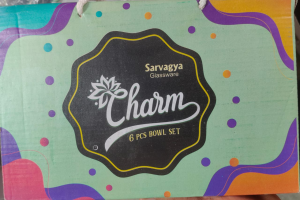 Sarvagya
Glassware
Charm
6 PCS BOWL SET